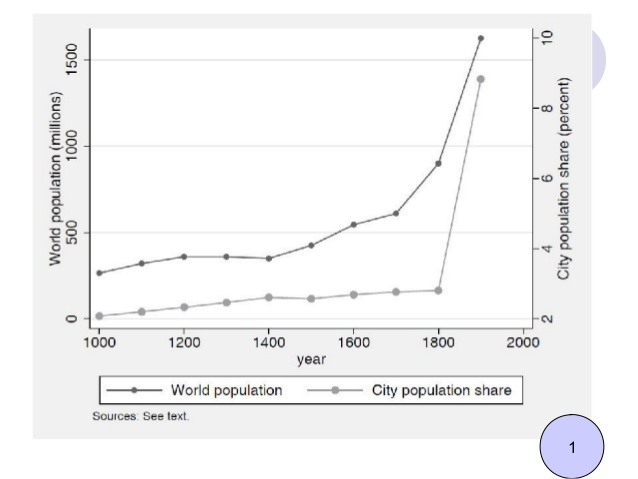 World population (millions)
1500
1000
500
0
City population share (percent)
10
8
6
4
2
1000 1200 1400 1600 1800 2000
year
World population City population share
Sources: See text.
1